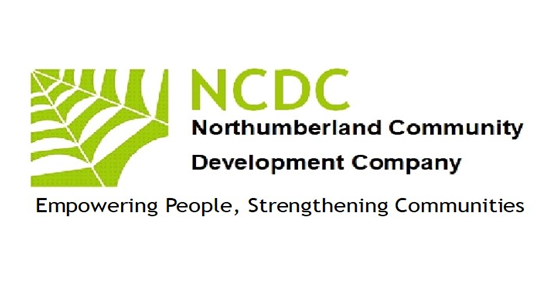 NCDC
Northumberland Community
Development Company
Empowering People, Strengthening Communities